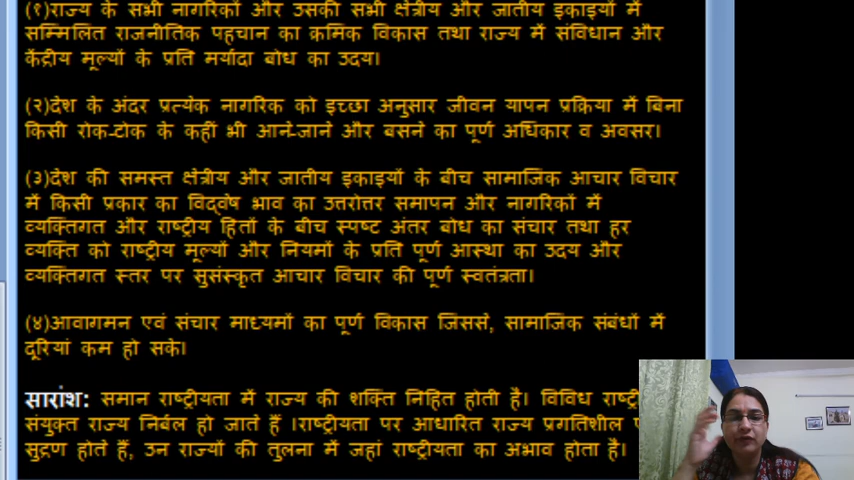 (१)राज्य के सभी नागरिकों और उसकी सभी क्षेत्रीय और जातीय इकाइयों में
सम्मिलित राजनीतिक पहचान का क्रमिक विकास तथा राज्य में संविधान और
केंद्रीय मूल्यों के प्रति मर्यादा बोध का उदय।
(२)देश के अंदर प्रत्येक नागरिक को इच्छा अनुसार जीवन यापन प्रक्रिया में बिना
किसी रोक-टोक के कहीं भी आने-जाने और बसने का पूर्ण अधिकार व अवसर।
(३)देश की समस्त क्षेत्रीय और जातीय इकाइयों के बीच सामाजिक आचार विचार
में किसी प्रकार का विद्वेष भाव का उत्तरोत्तर समापन और नागरिकों में
व्यक्तिगत और राष्ट्रीय हितों के बीच स्पष्ट अंतर बोध का संचार तथा हर
व्यक्ति को राष्ट्रीय मूल्यों और नियमों के प्रति पूर्ण आस्था का उदय और
व्यक्तिगत स्तर पर सुसंस्कृत आचार विचार की पूर्ण स्वतंत्रता।
(४)आवागमन एवं संचार माध्यमों का पूर्ण विकास जिससे, सामाजिक संबंधों में
दूरियां कम हो सके।
सारांश: समान राष्ट्रीयता में राज्य की शक्ति निहित होती है। विविध
संयुक्त राज्य निर्बल हो जाते हैं ।राष्ट्रीयता पर आधारित राज्य प्रगतिशील
सुद्रण होते हैं, उन राज्यों की तुलना में जहां राष्ट्रीयता का अभाव होता है।